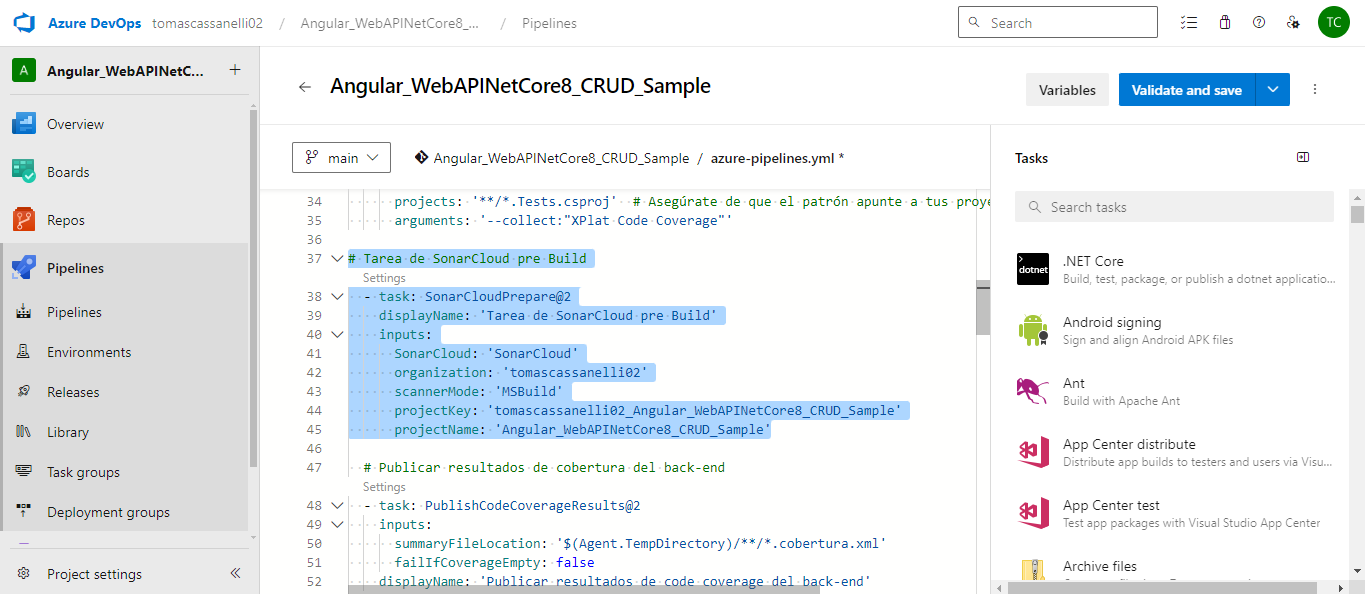 Azure DevOps tomascassanelli02 / Angular_WebAPINetCore8_... / Pipelines
Search
TC
A Angular_WebAPINetC... +
Overview
Boards
Repos
Pipelines
Pipelines
Environments
Releases
Library
Task groups
Deployment groups
Project settings
Angular_WebAPINetCore8_CRUD_Sample
Variables
Validate and save
main
Angular_WebAPINetCore8_CRUD_Sample / azure-pipelines.yml *
34 projects: '**/*.Tests.csproj' # Asegúrate de que el patrón apunte a tus proye
35 arguments: '--collect:"XPlat Code Coverage"'
36
37 # Tarea de SonarCloud pre Build
Settings
38 - task: SonarCloudPrepare@2
39 displayName: 'Tarea de SonarCloud pre Build'
40 inputs:
41 SonarCloud: 'SonarCloud'
42 organization: 'tomascassanelli02'
43 scannerMode: 'MSBuild'
44 projectKey: 'tomascassanelli02_Angular_WebAPINetCore8_CRUD_Sample'
45 projectName: 'Angular_WebAPINetCore8_CRUD_Sample'
46
47 # Publicar resultados de cobertura del back-end
Settings
48 - task: PublishCodeCoverageResults@2
49 inputs:
50 summaryFileLocation: '$(Agent.TempDirectory)/**/*.cobertura.xml'
51 failIfCoverageEmpty: false
52 displayName: 'Publicar resultados de code coverage del back-end'
Tasks
Search tasks
dotnet
.NET Core
Build, test, package, or publish a dotnet applicatio...
Android signing
Sign and align Android APK files
Ant
Build with Apache Ant
App Center distribute
Distribute app builds to testers and users via Visu...
App Center test
Test app packages with Visual Studio App Center
Archive files